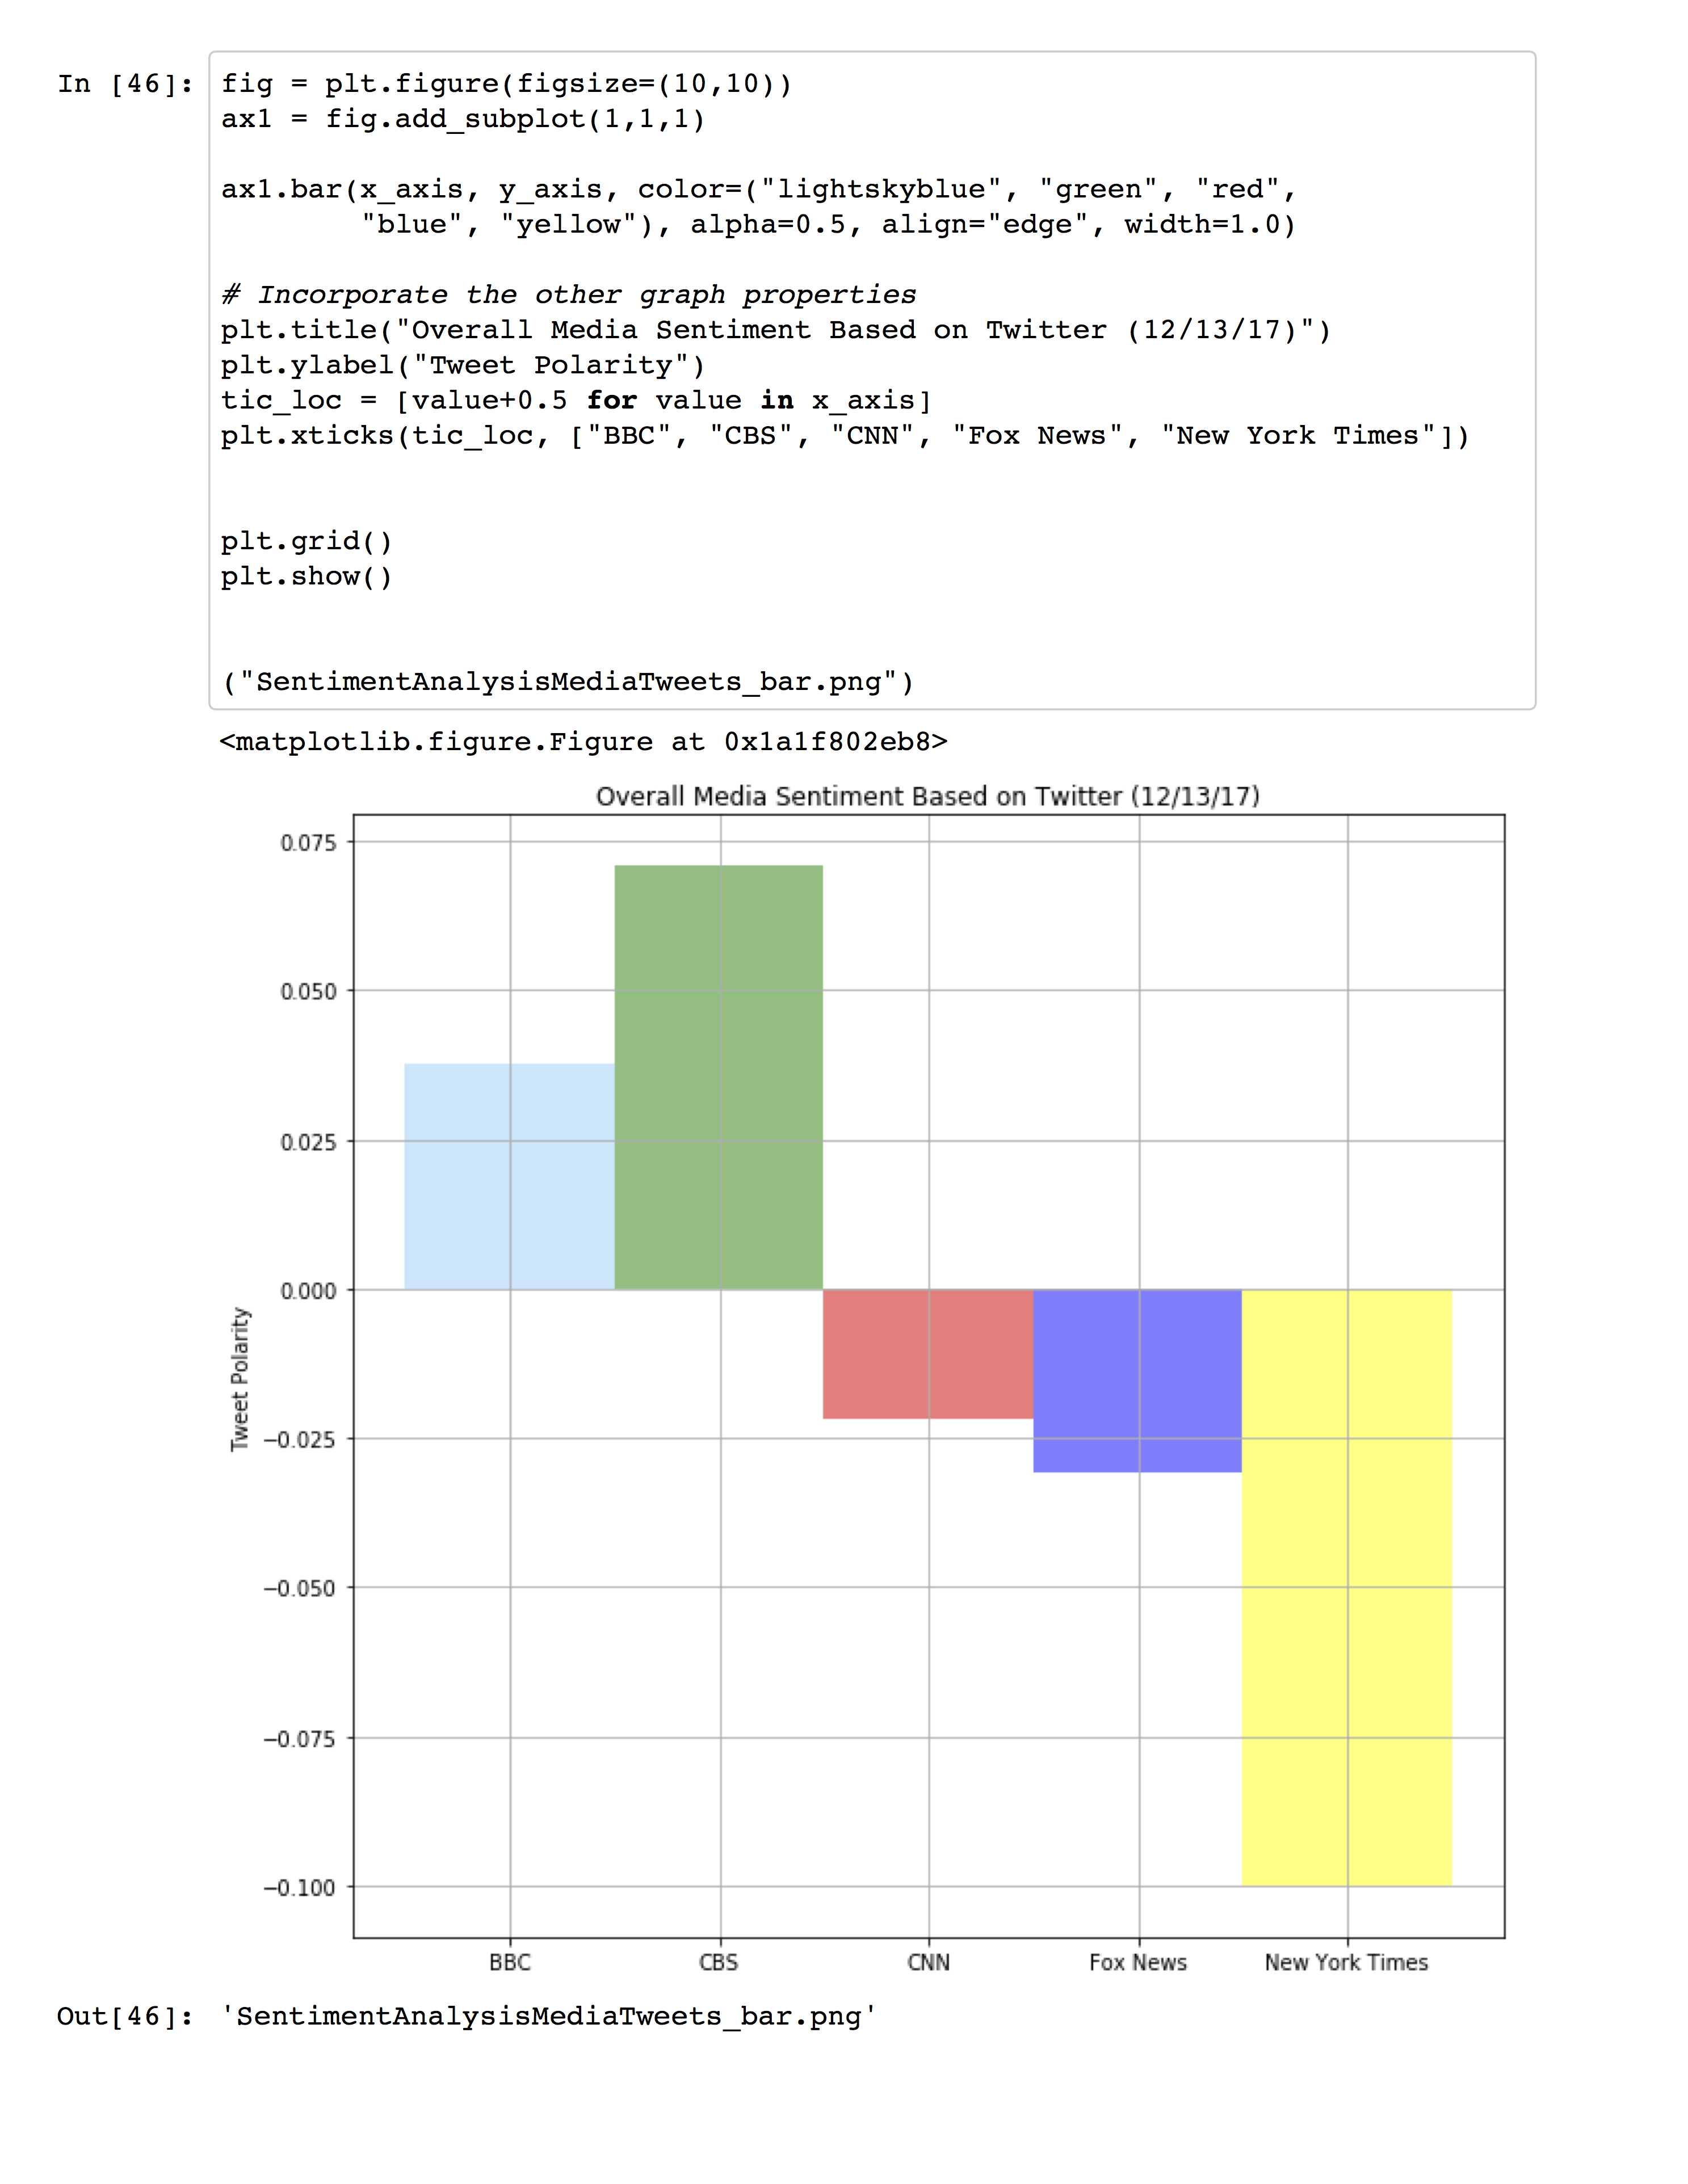 In [46]: fig = plt.figure(figsize=(10,10))
ax1 = fig.add_subplot(1,1,1)
ax1.bar(x_axis, y_axis, color=("lightskyblue", "green", "red",
"blue", "yellow"), alpha=0.5, align="edge", width=1.0)
# Incorporate the other graph properties
plt.title("Overall Media Sentiment Based on Twitter (12/13/17)")
plt.ylabel("Tweet Polarity")
tic_loc = [value+0.5 for value in x_axis]
plt.xticks(tic_loc, ["BBC", "CBS", "CNN", "Fox News", "New York Times"])
plt.grid()
plt.show()
("SentimentAnalysisMediaTweets_bar.png")
<matplotlib.figure.Figure at 0x1a1f802eb8>
Overall Media Sentiment Based on Twitter (12/13/17)
0.075
0.050
0.025
0.000
−0.025
−0.050
−0.075
−0.100
Tweet Polarity
BBC CBS CNN Fox News New York Times
Out[46]: 'SentimentAnalysisMediaTweets_bar.png'